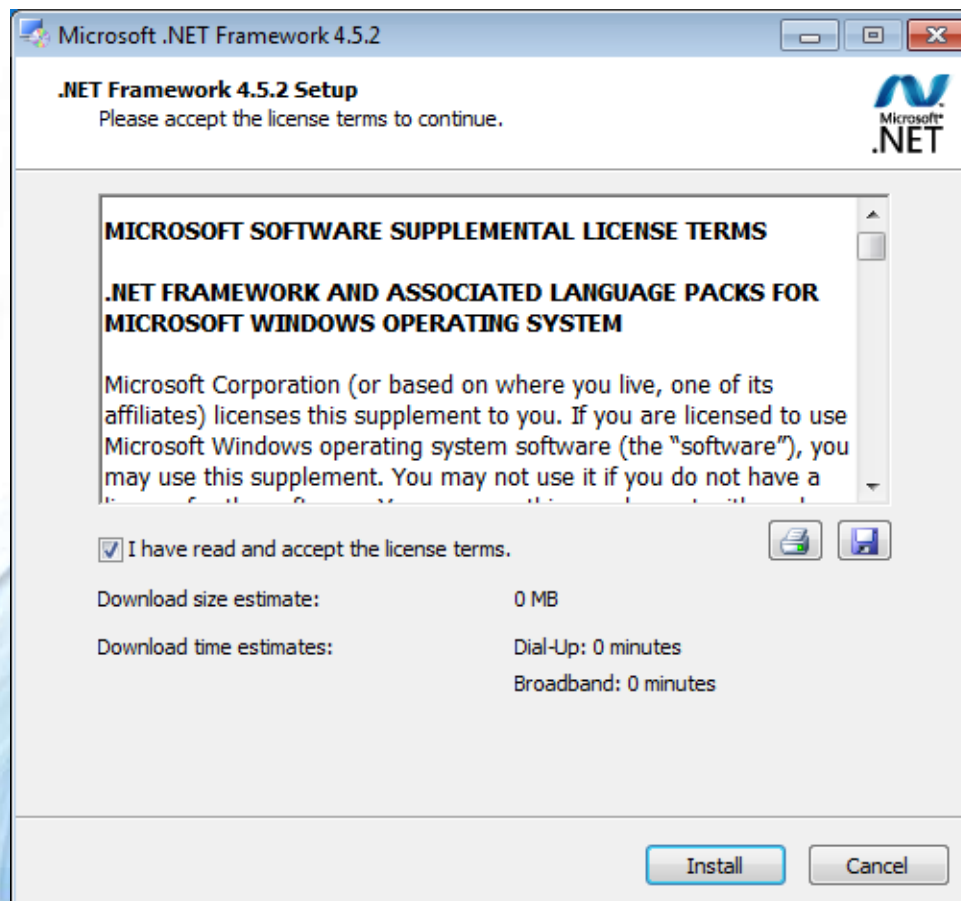 Microsoft .NET Framework 4.5.2
.NET Framework 4.5.2 Setup
Please accept the license terms to continue.
Microsoft
.NET
MICROSOFT SOFTWARE SUPPLEMENTAL LICENSE TERMS
.NET FRAMEWORK AND ASSOCIATED LANGUAGE PACKS FOR
MICROSOFT WINDOWS OPERATING SYSTEM
Microsoft Corporation (or based on where you live, one of its
affiliates) licenses this supplement to you. If you are licensed to use
Microsoft Windows operating system software (the “software”), you
may use this supplement. You may not use it if you do not have a
I have read and accept the license terms.
Download size estimate: 0 MB
Download time estimates: Dial-Up: 0 minutes
Broadband: 0 minutes
Install Cancel